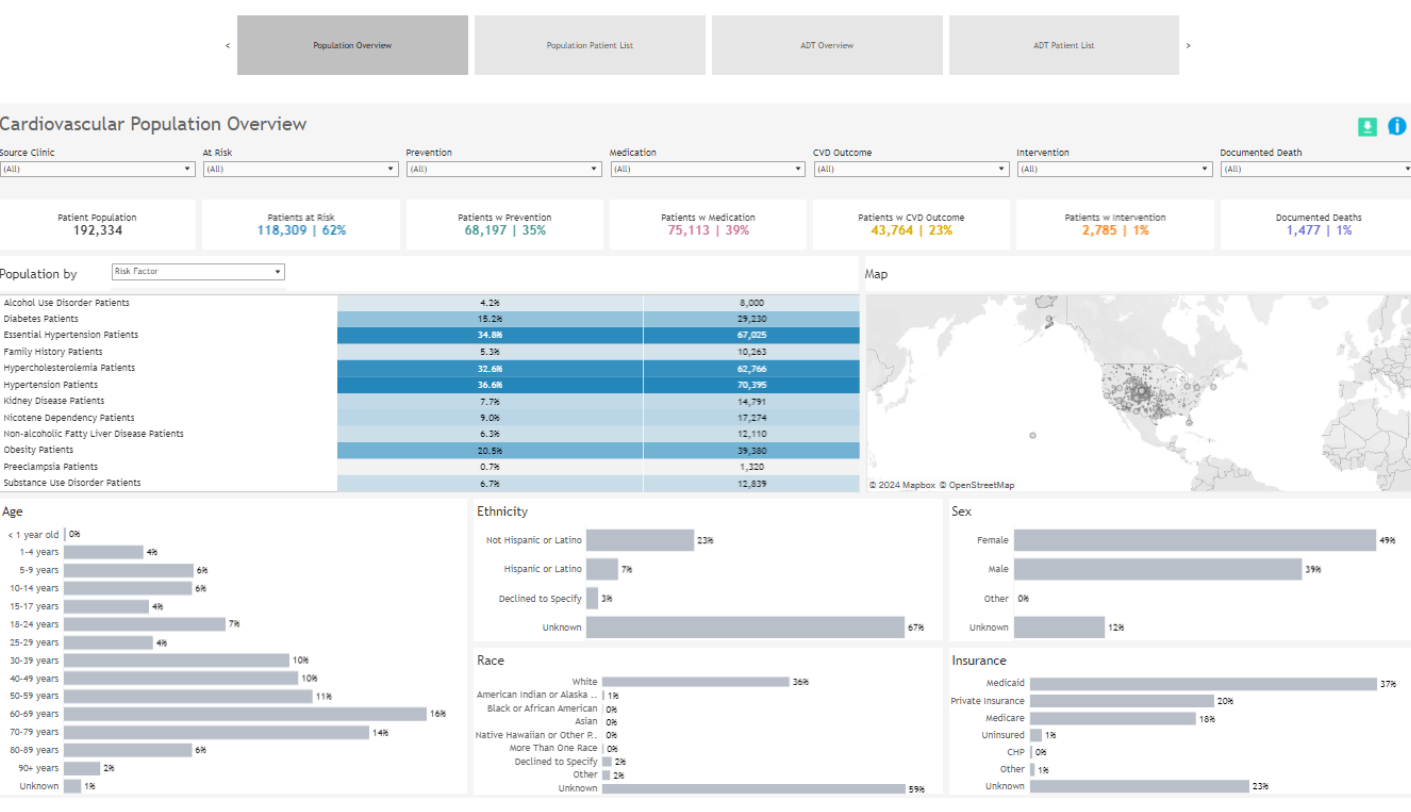 < Population Overview Population Patient List ADT Overview ADT Patient List >
Cardiovascular Population Overview
Source Clinic At Risk Prevention Medication CVD Outcome Intervention Documented Death
(All) (All) (All) (All) (All) (All) (All)
Patient Population Patients at Risk Patients w Prevention Patients w Medication Patients w CVD Outcome Patients w Intervention Documented Deaths
192,334 118,309 | 62% 68,197 | 35% 75,113 | 39% 43,764 | 23% 2,785 | 1% 1,477 | 1%
Population by Risk Factor
Alcohol Use Disorder Patients 4.2% 8,000
Diabetes Patients 15.2% 29,230
Essential Hypertension Patients 34.8% 67,025
Family History Patients 5.3% 10,263
Hypercholesterolemia Patients 32.6% 62,766
Hypertension Patients 36.6% 70,395
Kidney Disease Patients 7.7% 14,791
Nicotene Dependency Patients 9.0% 17,274
Non-alcoholic Fatty Liver Disease Patients 6.3% 12,110
Obesity Patients 20.5% 39,380
Preeclampsia Patients 0.7% 1,320
Substance Use Disorder Patients 6.7% 12,839
Map
© 2024 Mapbox © OpenStreetMap
Age
< 1 year old 0%
1-4 years 4%
5-9 years 6%
10-14 years 6%
15-17 years 4%
18-24 years 7%
25-29 years 4%
30-39 years 10%
40-49 years 10%
50-59 years 11%
60-69 years 16%
70-79 years 14%
80-89 years 6%
90+ years 2%
Unknown 1%
Ethnicity
Not Hispanic or Latino 23%
Hispanic or Latino 7%
Declined to Specify 3%
Unknown 67%
Sex
Female 49%
Male 39%
Other 0%
Unknown 12%
Race
White 36%
American Indian or Alaska .. 1%
Black or African American 0%
Asian 0%
Native Hawaiian or Other P.. 0%
More Than One Race 0%
Declined to Specify 2%
Other 2%
Unknown 59%
Insurance
Medicaid 37%
Private Insurance 20%
Medicare 18%
Uninsured 1%
CHP 0%
Other 1%
Unknown 23%